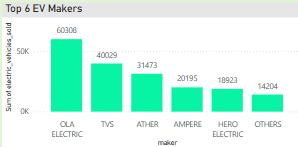 Top 6 EV Makers
Sum of electric_vehicles_sold
50K
0K
60308
40029
31473
20195
18923
14204
OLA
ELECTRIC
TVS
ATHER
AMPERE
HERO
ELECTRIC
OTHERS
maker